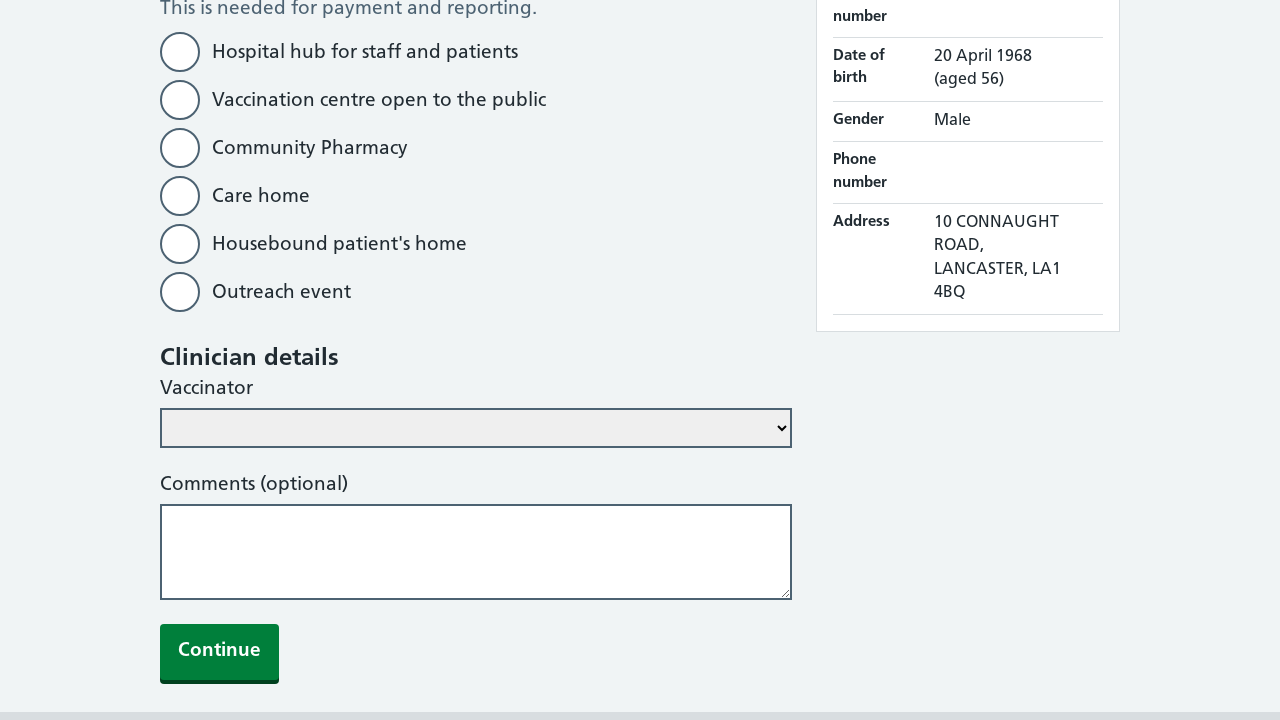 This is needed for payment and reporting.
Hospital hub for staff and patients
Vaccination centre open to the public
Community Pharmacy
Care home
Housebound patient's home
Outreach event
Clinician details
Vaccinator
Comments (optional)
Continue
number
Date of birth
20 April 1968
(aged 56)
Gender
Male
Phone number
Address
10 CONNAUGHT
ROAD,
LANCASTER, LA1
4BQ